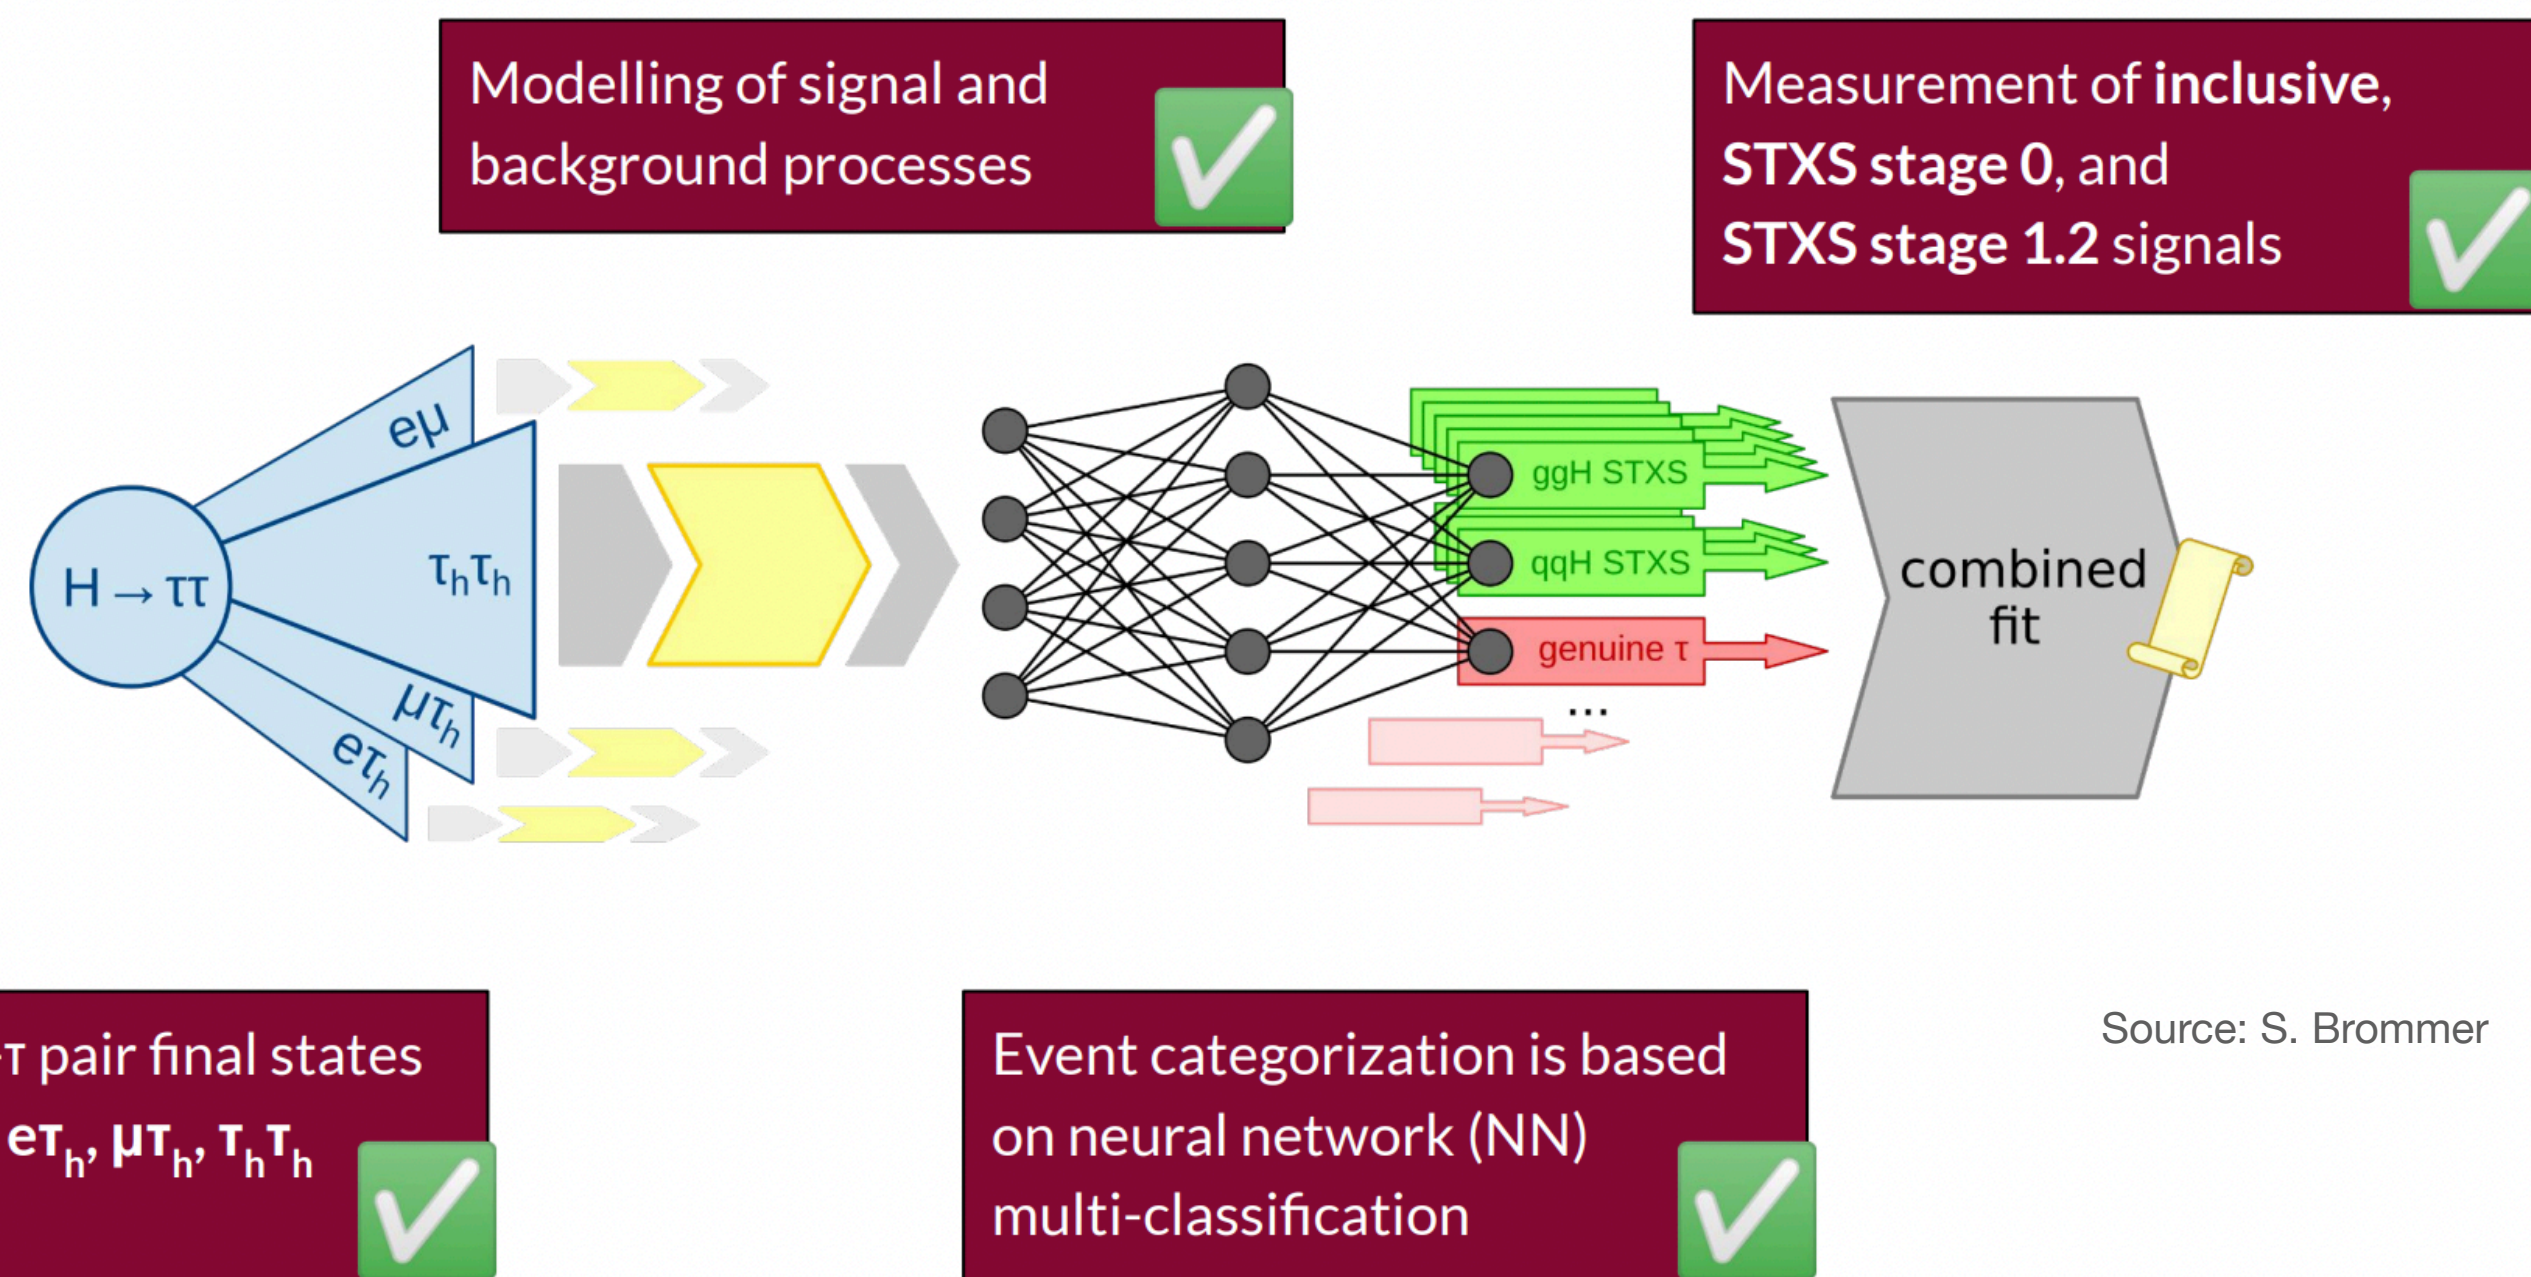 Modelling of signal and
background processes
Measurement of inclusive,
STXS stage 0, and
STXS stage 1.2 signals
eμ
H → ττ
τₕτₕ
μτₕ
eτₕ
ggH STXS
qqH STXS
genuine τ
...
combined
fit
τ pair final states
eτₕ, μτₕ, τₕτₕ
Event categorization is based
on neural network (NN)
multi-classification
Source: S. Brommer